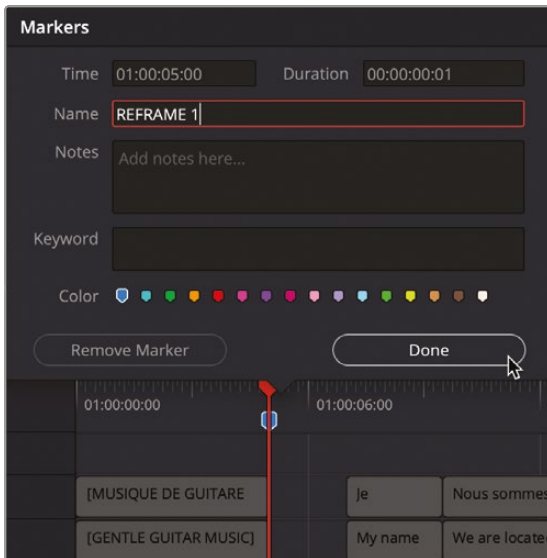 Markers
Time 01:00:05:00 Duration 00:00:00:01
Name REFRAME 1
Notes Add notes here...
Keyword
Color
Remove Marker Done
01:00:00:00 01:00:06:00
[MUSIQUE DE GUITARE Je Nous sommes
[GENTLE GUITAR MUSIC] My name We are locate